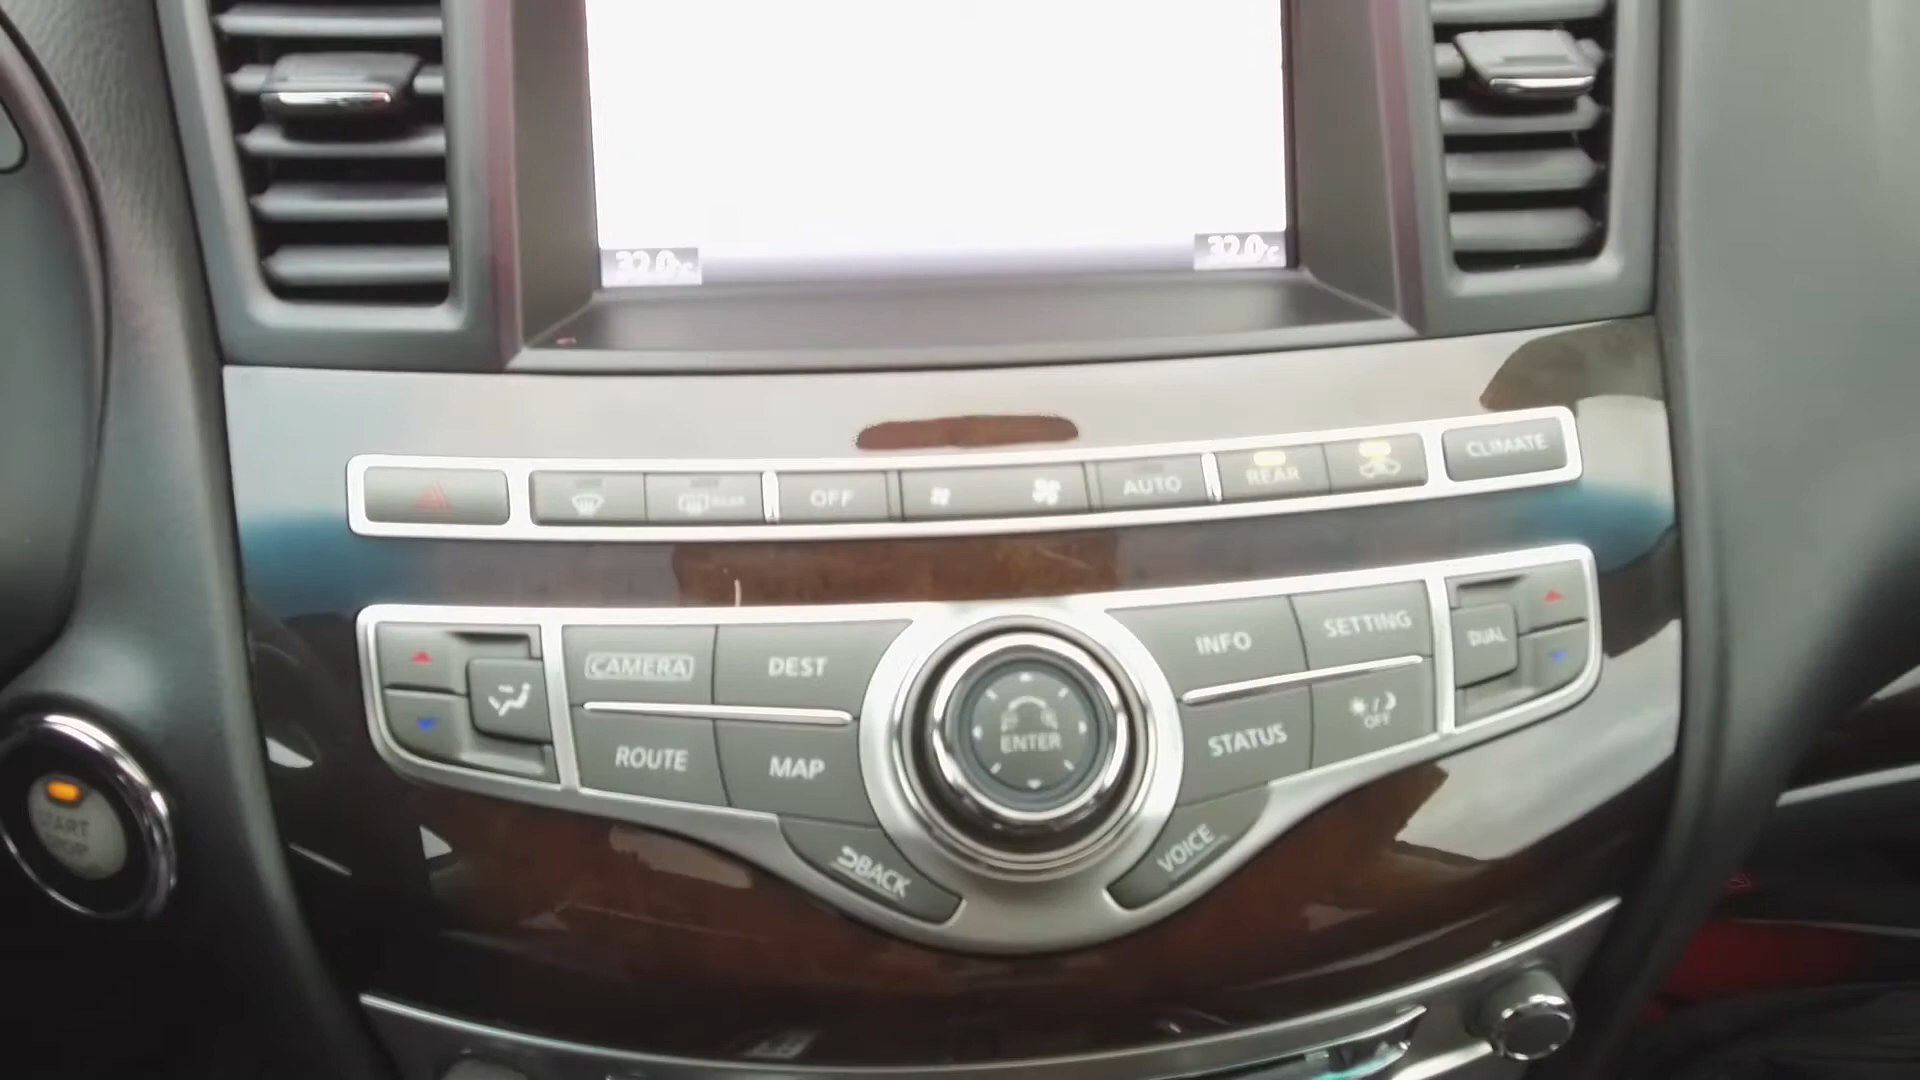 32.0°C
32.0°C
REAR
OFF
AUTO
REAR
CLIMATE
CAMERA
DEST
INFO
SETTING
DUAL
ROUTE
MAP
ENTER
STATUS
OFF
BACK
VOICE
START
STOP